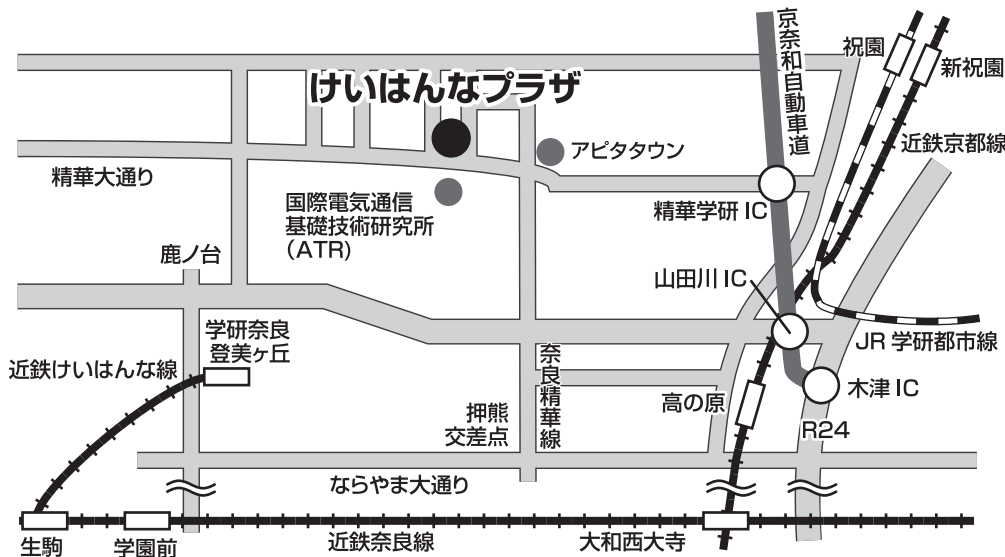 京奈和自動車道
祝園
新祝園
けいはんなプラザ
アピタタウン
近鉄京都線
精華大通り
国際電気通信
基礎技術研究所
(ATR)
精華学研 IC
鹿ノ台
山田川 IC
学研奈良
登美ヶ丘
JR 学研都市線
近鉄けいはんな線
奈良精華線
木津 IC
高の原
押熊
交差点
R24
ならやま大通り
生駒
学園前
近鉄奈良線
大和西大寺